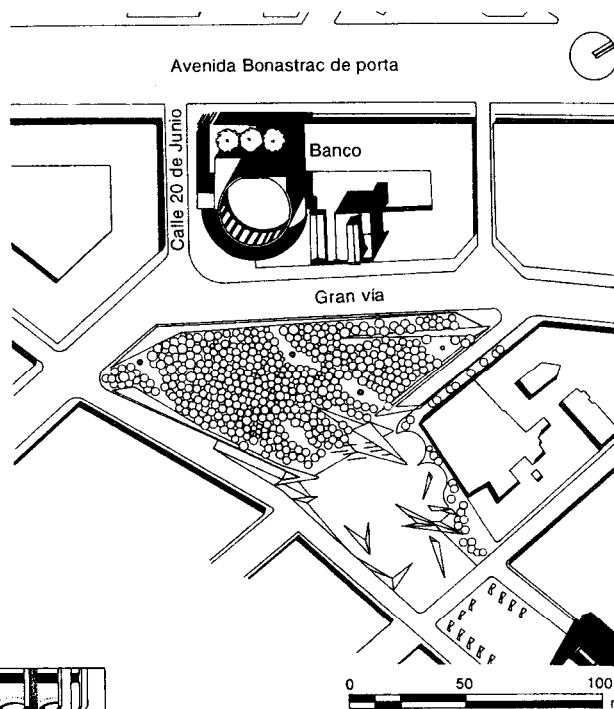 Avenida Bonastrac de porta
Calle 20 de Junio
Banco
Gran vía
0 50 100